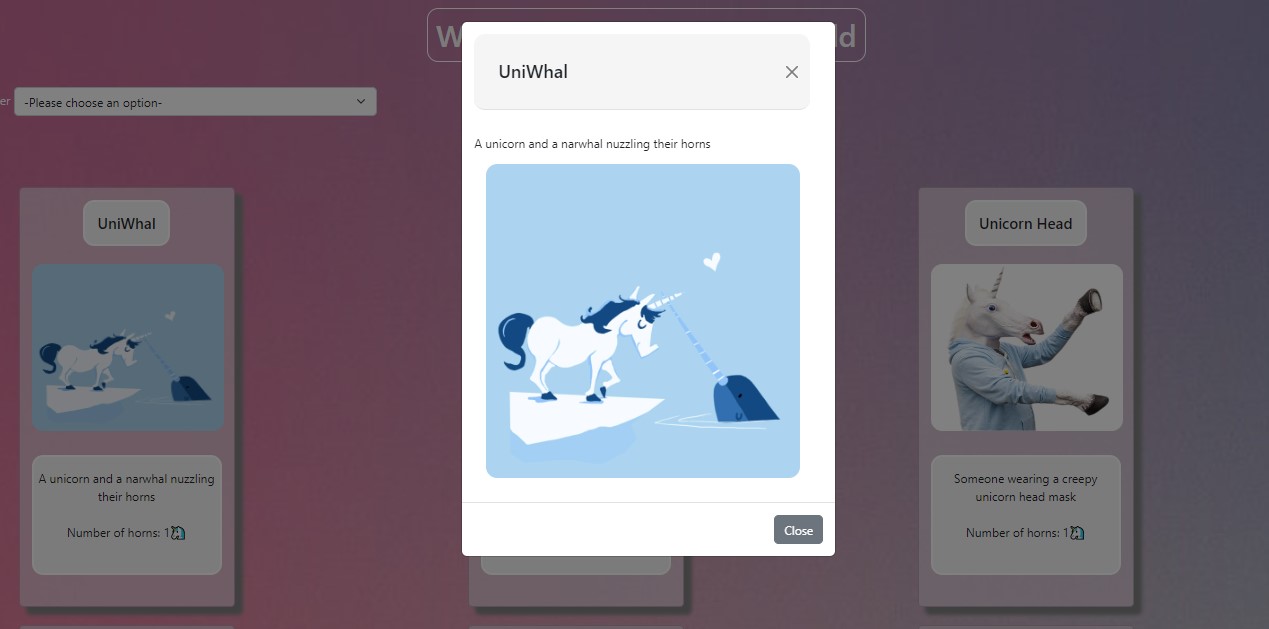 er -Please choose an option-
UniWhal
A unicorn and a narwhal nuzzling their horns
Close
UniWhal
A unicorn and a narwhal nuzzling
their horns
Number of horns: 1
Unicorn Head
Someone wearing a creepy
unicorn head mask
Number of horns: 1